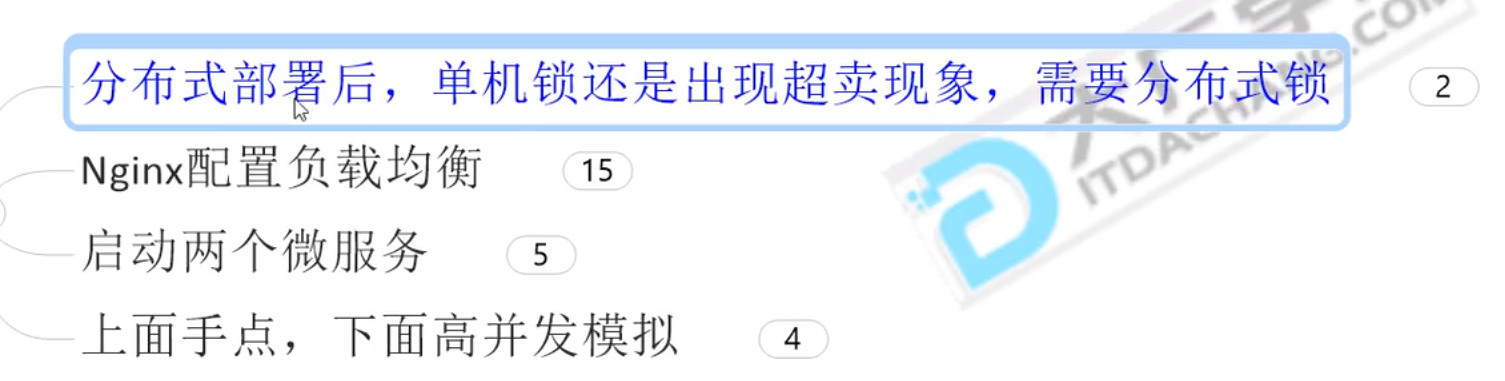 分布式部署后，单机锁还是出现超卖现象，需要分布式锁 2
Nginx配置负载均衡 15
启动两个微服务 5
上面手点，下面高并发模拟 4
ITDACHANG.COM